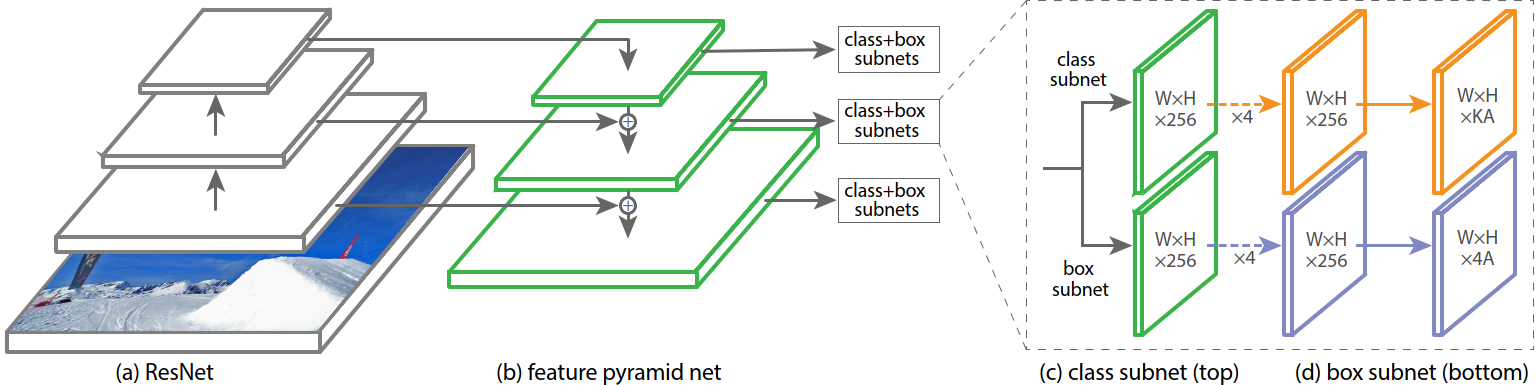 class+box
subnets
class+box
subnets
class+box
subnets
+
+
class
subnet
W×H
×256
×4
W×H
×256
W×H
×KA
box
subnet
W×H
×256
×4
W×H
×256
W×H
×4A
(a) ResNet
(b) feature pyramid net
(c) class subnet (top)
(d) box subnet (bottom)